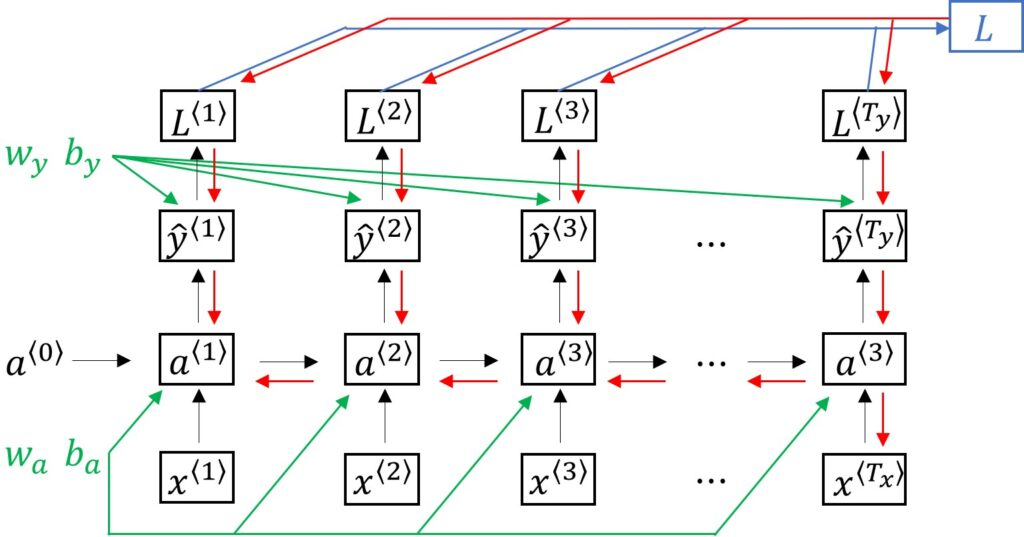 L
L⟨1⟩ L⟨2⟩ L⟨3⟩ L⟨Ty⟩
wy by
ŷ⟨1⟩ ŷ⟨2⟩ ŷ⟨3⟩ ... ŷ⟨Ty⟩
a⟨0⟩ a⟨1⟩ a⟨2⟩ a⟨3⟩ ... a⟨3⟩
wa ba
x⟨1⟩ x⟨2⟩ x⟨3⟩ ... x⟨Tx⟩